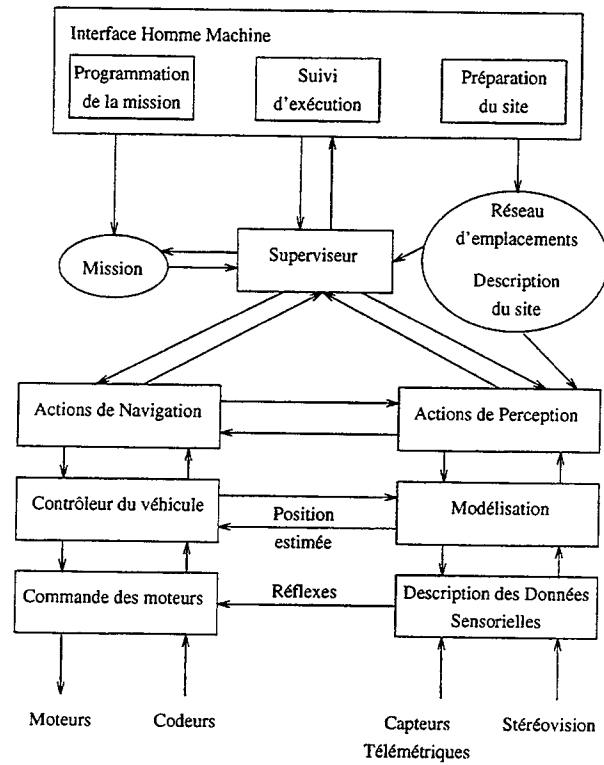 Interface Homme Machine
Programmation
de la mission
Suivi
d'exécution
Préparation
du site
Mission
Superviseur
Réseau
d'emplacements
Description
du site
Actions de Navigation
Actions de Perception
Contrôleur du véhicule
Position
estimée
Modélisation
Commande des moteurs
Réflexes
Description des Données
Sensorielles
Moteurs
Codeurs
Capteurs
Télémétriques
Stéréovision